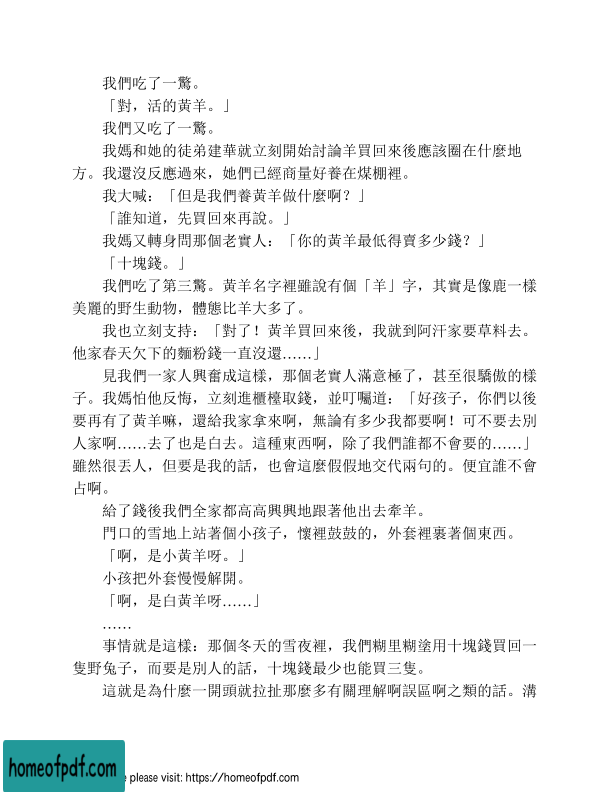 我們吃了一驚。
「對，活的黃羊。」
我們又吃了一驚。
我媽和她的徒弟建華就立刻開始討論羊買回來後應該圈在什麼地
方。我還沒反應過來，她們已經商量好養在煤棚裡。
我大喊：「但是我們養黃羊做什麼啊？」
「誰知道，先買回來再說。」
我媽又轉身問那個老實人：「你的黃羊最低得賣多少錢？」
「十塊錢。」
我們吃了第三驚。黃羊名字裡雖說有個「羊」字，其實是像鹿一樣
美麗的野生動物，體態比羊大多了。
我也立刻支持：「對了！黃羊買回來後，我就到阿汗家要草料去。
他家春天欠下的麵粉錢一直沒還……」
見我們一家人興奮成這樣，那個老實人滿意極了，甚至很驕傲的樣
子。我媽怕他反悔，立刻進櫃檯取錢，並叮囑道：「好孩子，你們以後
要再有了黃羊嘛，還給我家拿來啊，無論有多少我都要啊！可不要去別
人家啊……去了也是白去。這種東西啊，除了我們誰都不會要的……」
雖然很丟人，但要是我的話，也會這麼假假地交代兩句的。便宜誰不會
占啊。
給了錢後我們全家都高高興興地跟著他出去牽羊。
門口的雪地上站著個小孩子，懷裡鼓鼓的，外套裡裹著個東西。
「啊，是小黃羊呀。」
小孩把外套慢慢解開。
「啊，是白黃羊呀……」
……
事情就是這樣：那個冬天的雪夜裡，我們糊里糊塗用十塊錢買回一
隻野兔子，而要是別人的話，十塊錢最少也能買三隻。
這就是為什麼一開頭就拉扯那麼多有關理解啊誤區啊之類的話。溝
homeofpdf.com
e please visit: https://homeofpdf.com